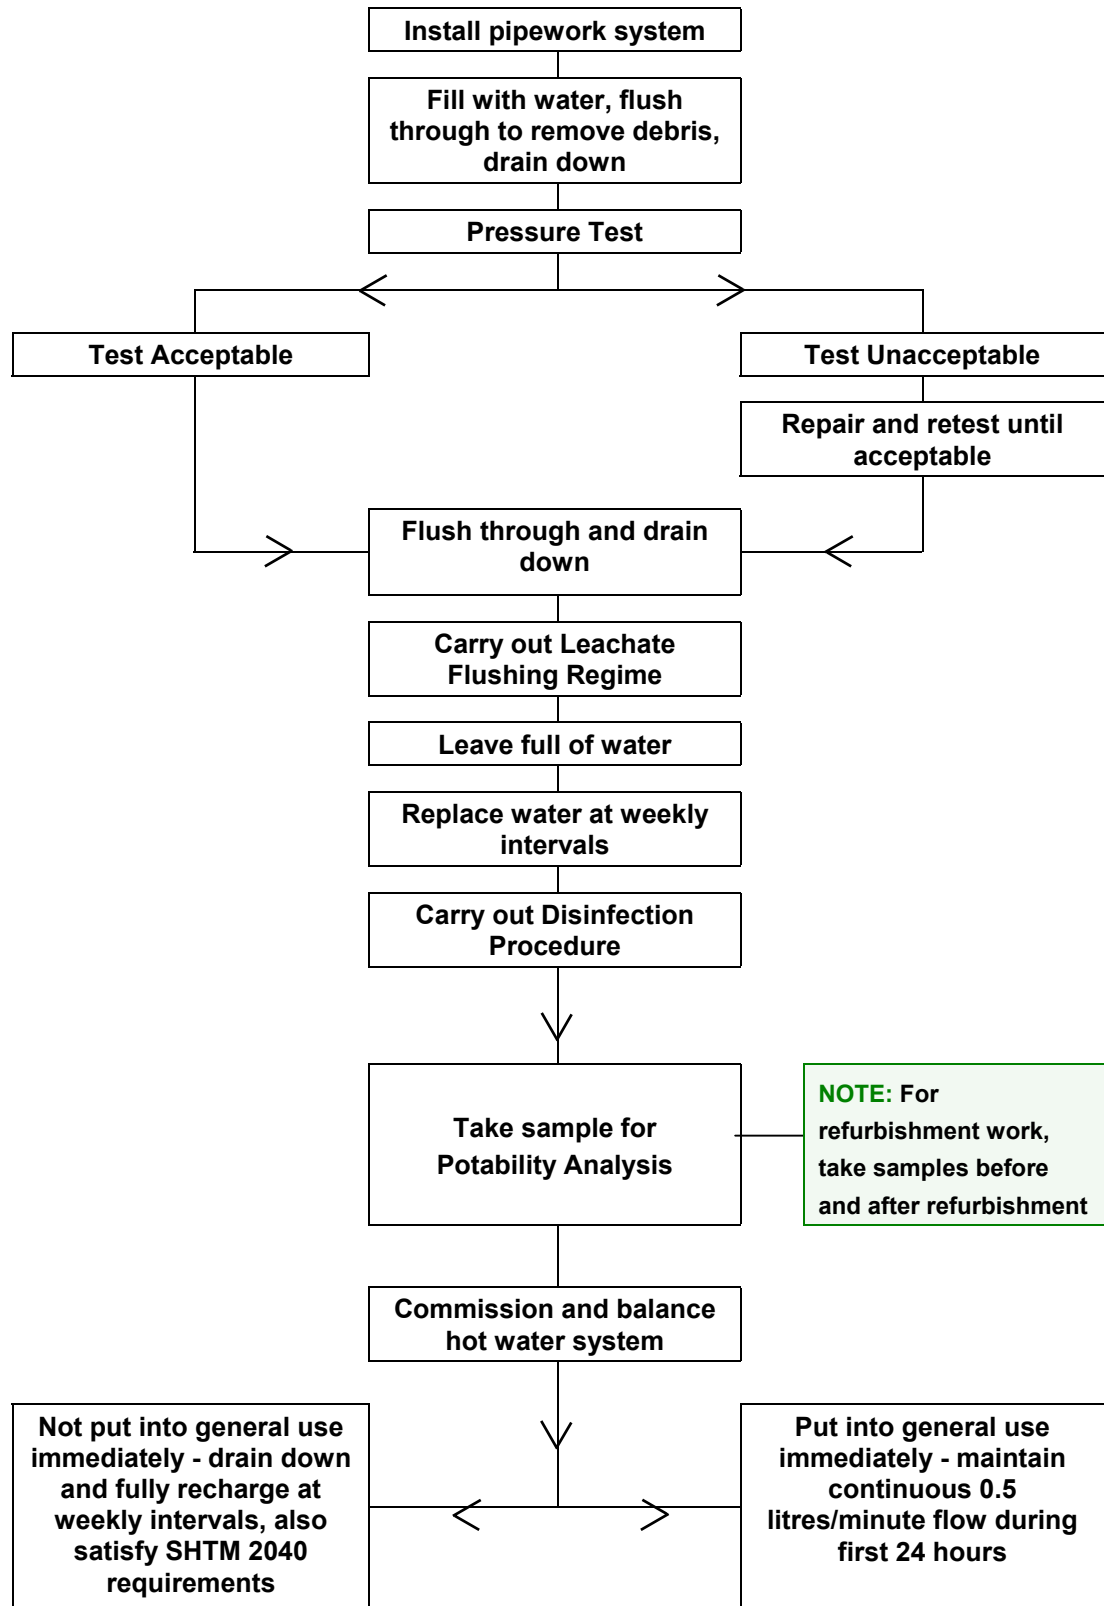 Install pipework system
Fill with water, flush
through to remove debris,
drain down
Pressure Test
Test Acceptable
Test Unacceptable
Repair and retest until
acceptable
Flush through and drain
down
Carry out Leachate
Flushing Regime
Leave full of water
Replace water at weekly
intervals
Carry out Disinfection
Procedure
Take sample for
Potability Analysis
NOTE: For
refurbishment work,
take samples before
and after refurbishment
Commission and balance
hot water system
Not put into general use
immediately - drain down
and fully recharge at
weekly intervals, also
satisfy SHTM 2040
requirements
Put into general use
immediately - maintain
continuous 0.5
litres/minute flow during
first 24 hours